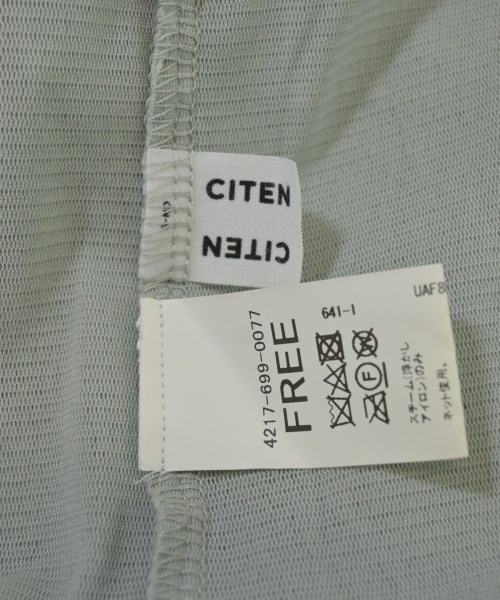 CITEN
CITEN
4217-699-0077
FREE
641-1
UAF8
スチーム(浮かし
アイロン)のみ
ネット使用。